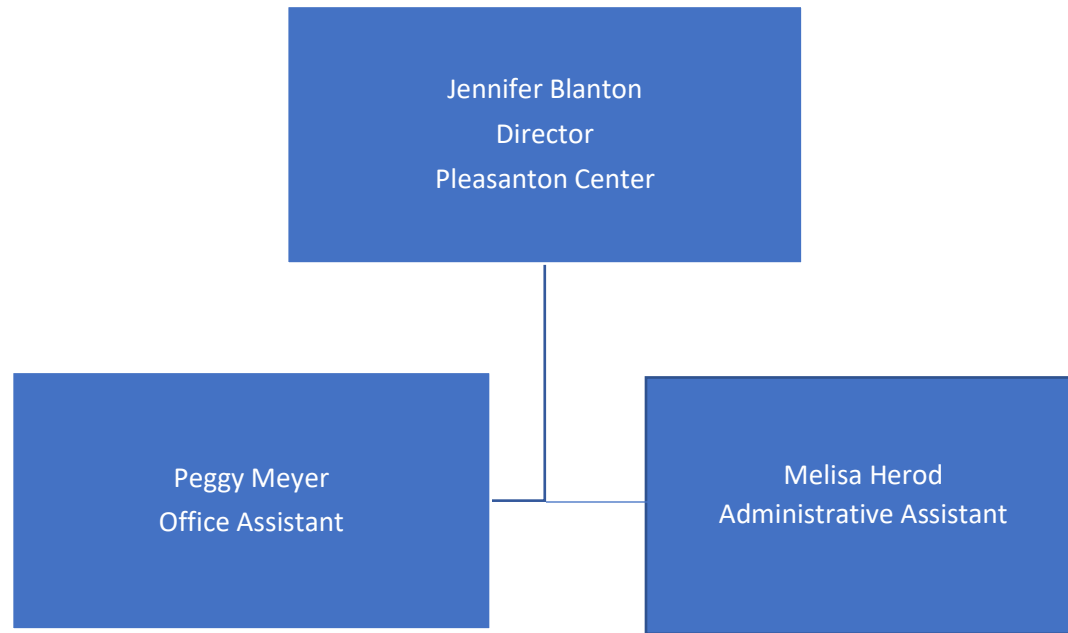 Jennifer Blanton
Director
Pleasanton Center
Peggy Meyer
Office Assistant
Melisa Herod
Administrative Assistant